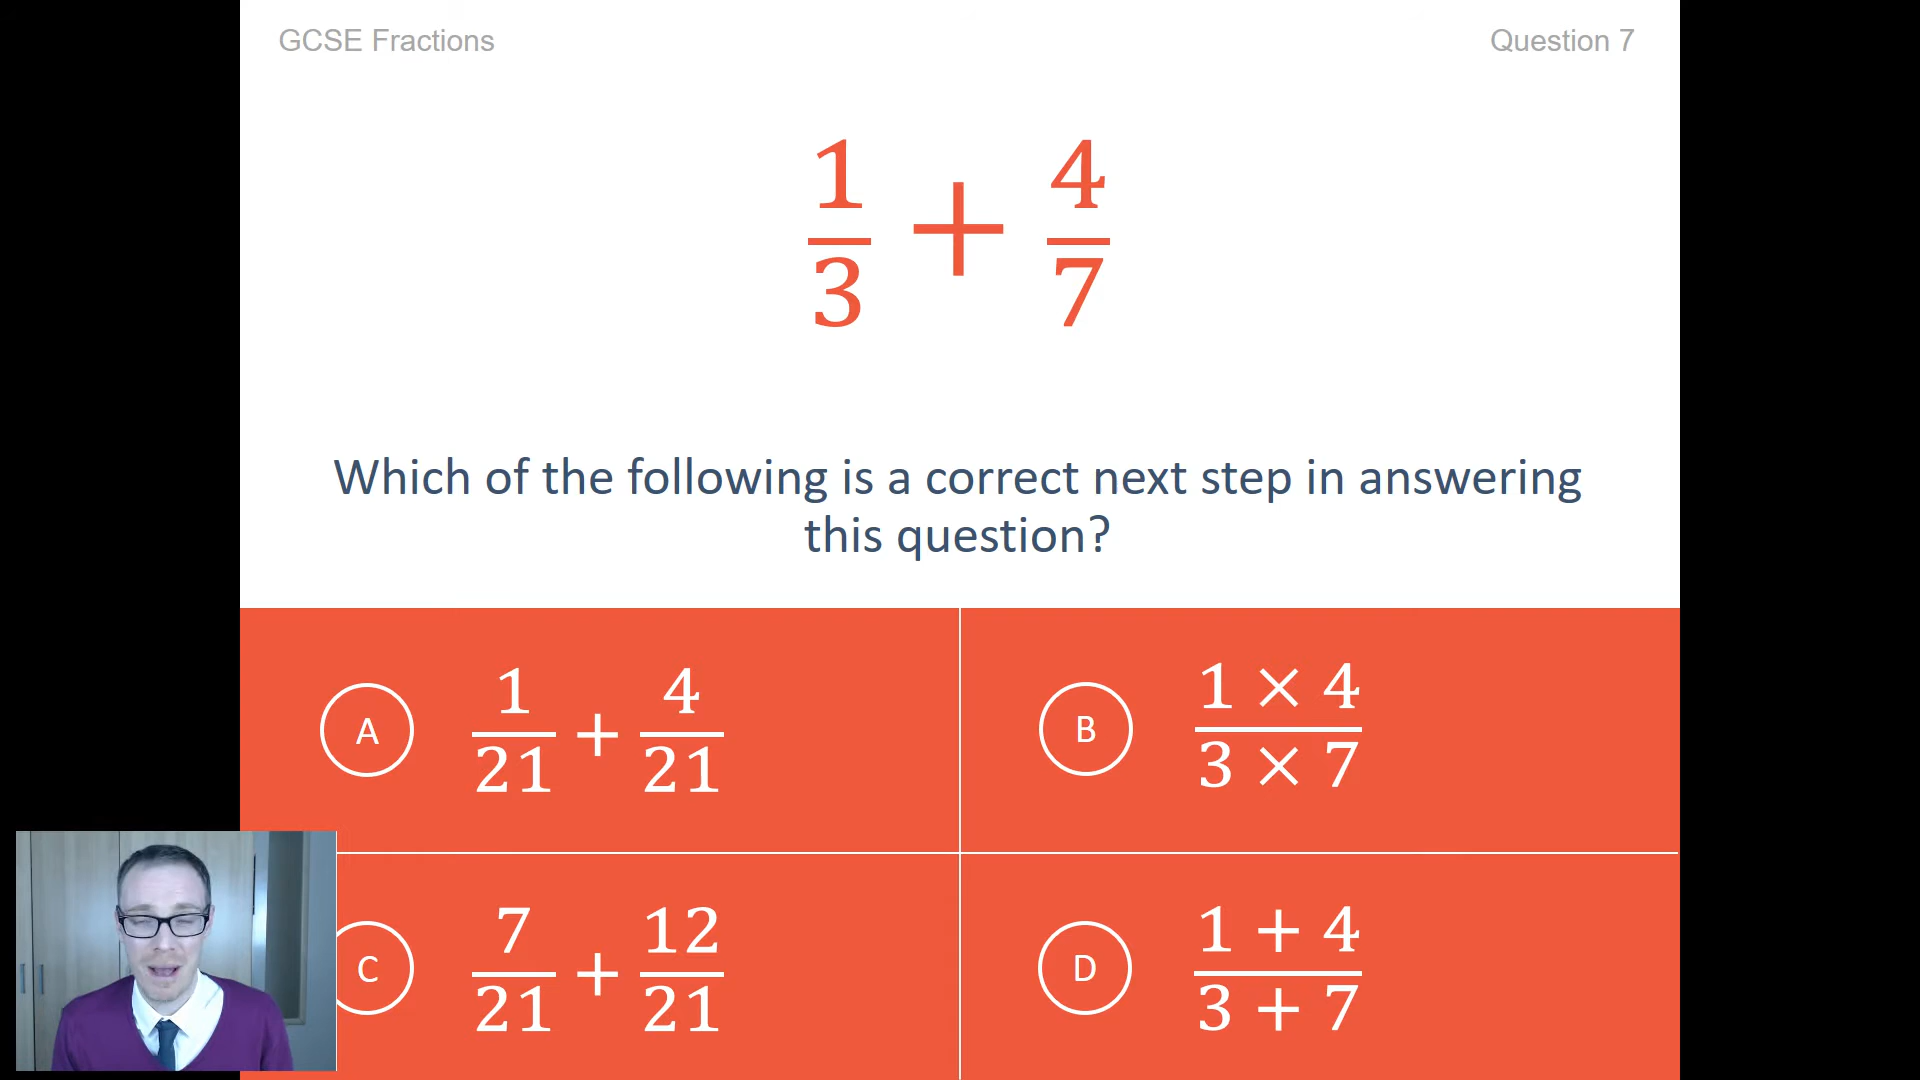 GCSE Fractions
Question 7
1/3 + 4/7
Which of the following is a correct next step in answering
this question?
A 1/21 + 4/21
B (1 × 4)/(3 × 7)
C 7/21 + 12/21
D (1 + 4)/(3 + 7)